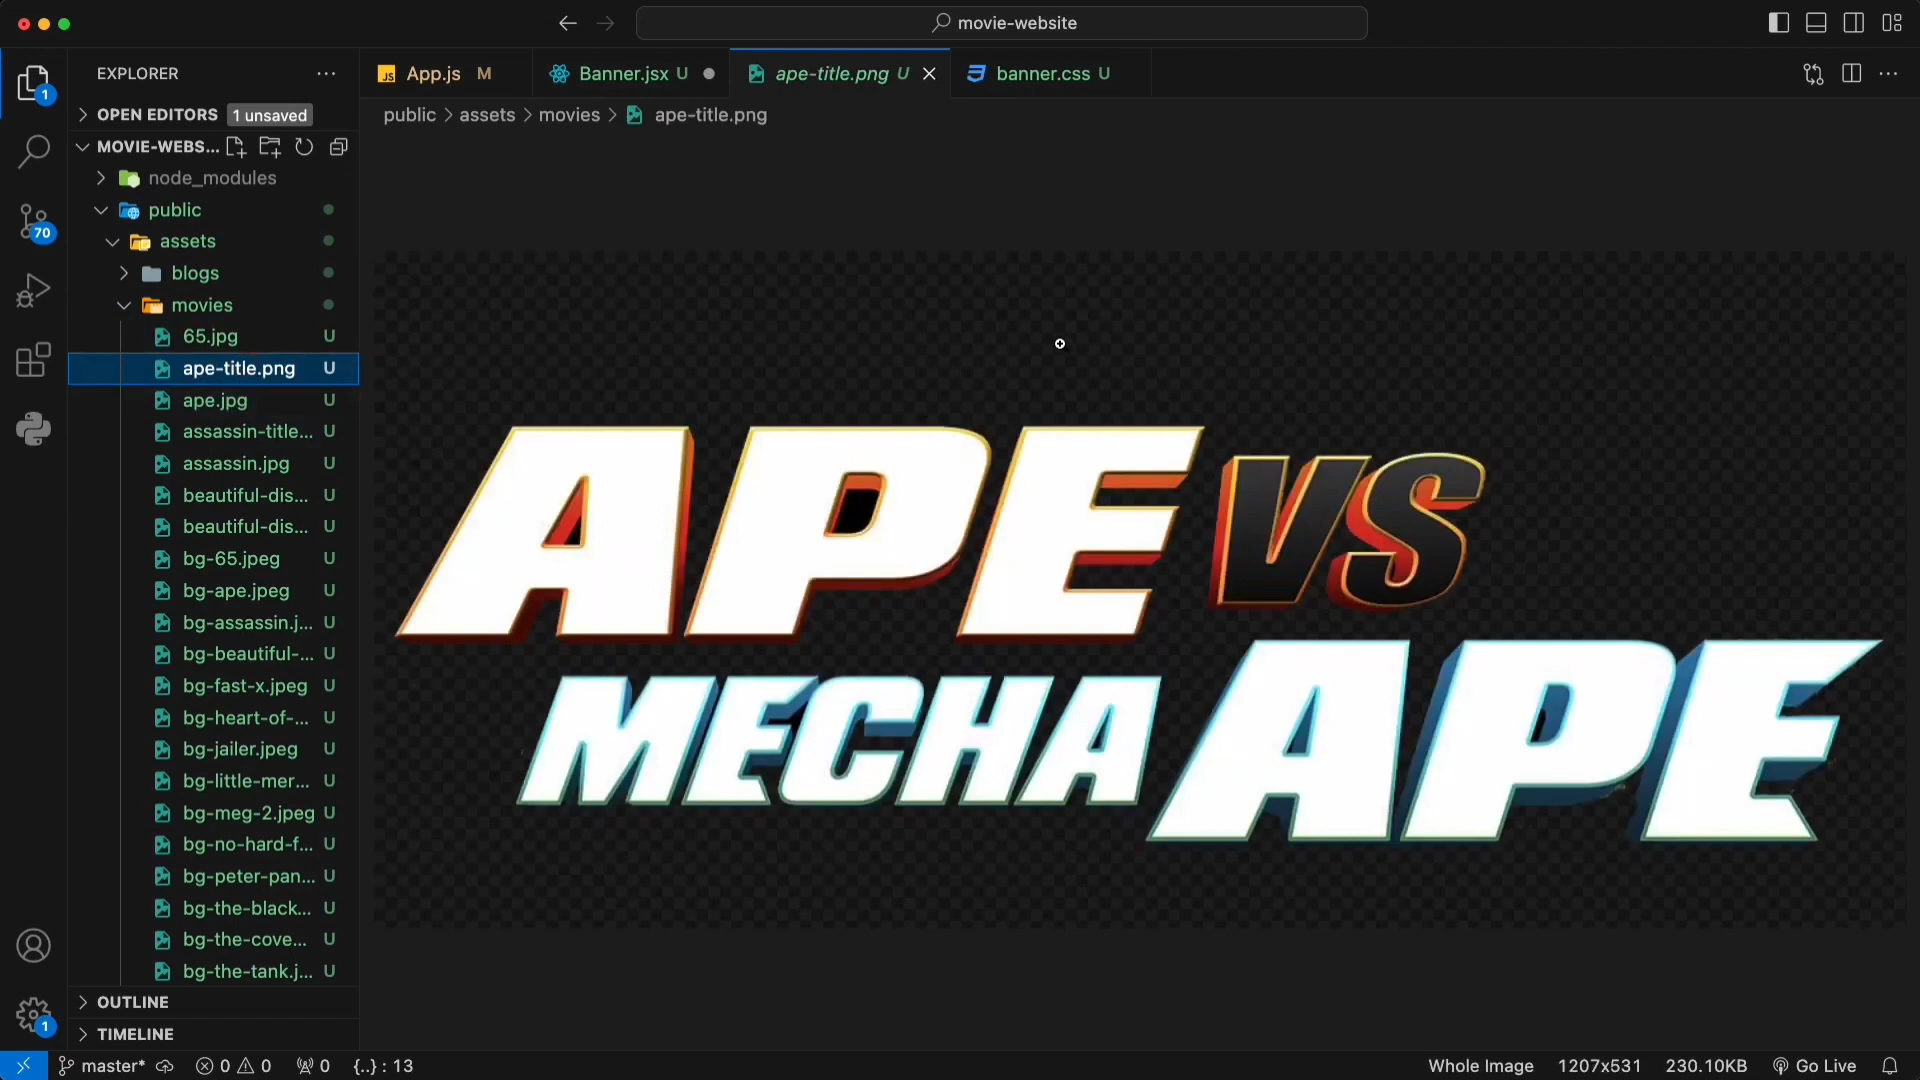 movie-website
EXPLORER
App.js M
Banner.jsx U
ape-title.png U
banner.css U
OPEN EDITORS 1 unsaved
public > assets > movies > ape-title.png
MOVIE-WEBS...
node_modules
public
assets
blogs
movies
65.jpg U
ape-title.png U
ape.jpg U
assassin-title... U
assassin.jpg U
beautiful-dis... U
beautiful-dis... U
bg-65.jpeg U
bg-ape.jpeg U
bg-assassin.j... U
bg-beautiful-... U
bg-fast-x.jpeg U
bg-heart-of-... U
bg-jailer.jpeg U
bg-little-mer... U
bg-meg-2.jpeg U
bg-no-hard-f... U
bg-peter-pan... U
bg-the-black... U
bg-the-cove... U
bg-the-tank.j... U
OUTLINE
TIMELINE
1
70
1
JS
APE VS
MECHA APE
master* 0 0 0 {..} : 13
Whole Image 1207x531 230.10KB Go Live